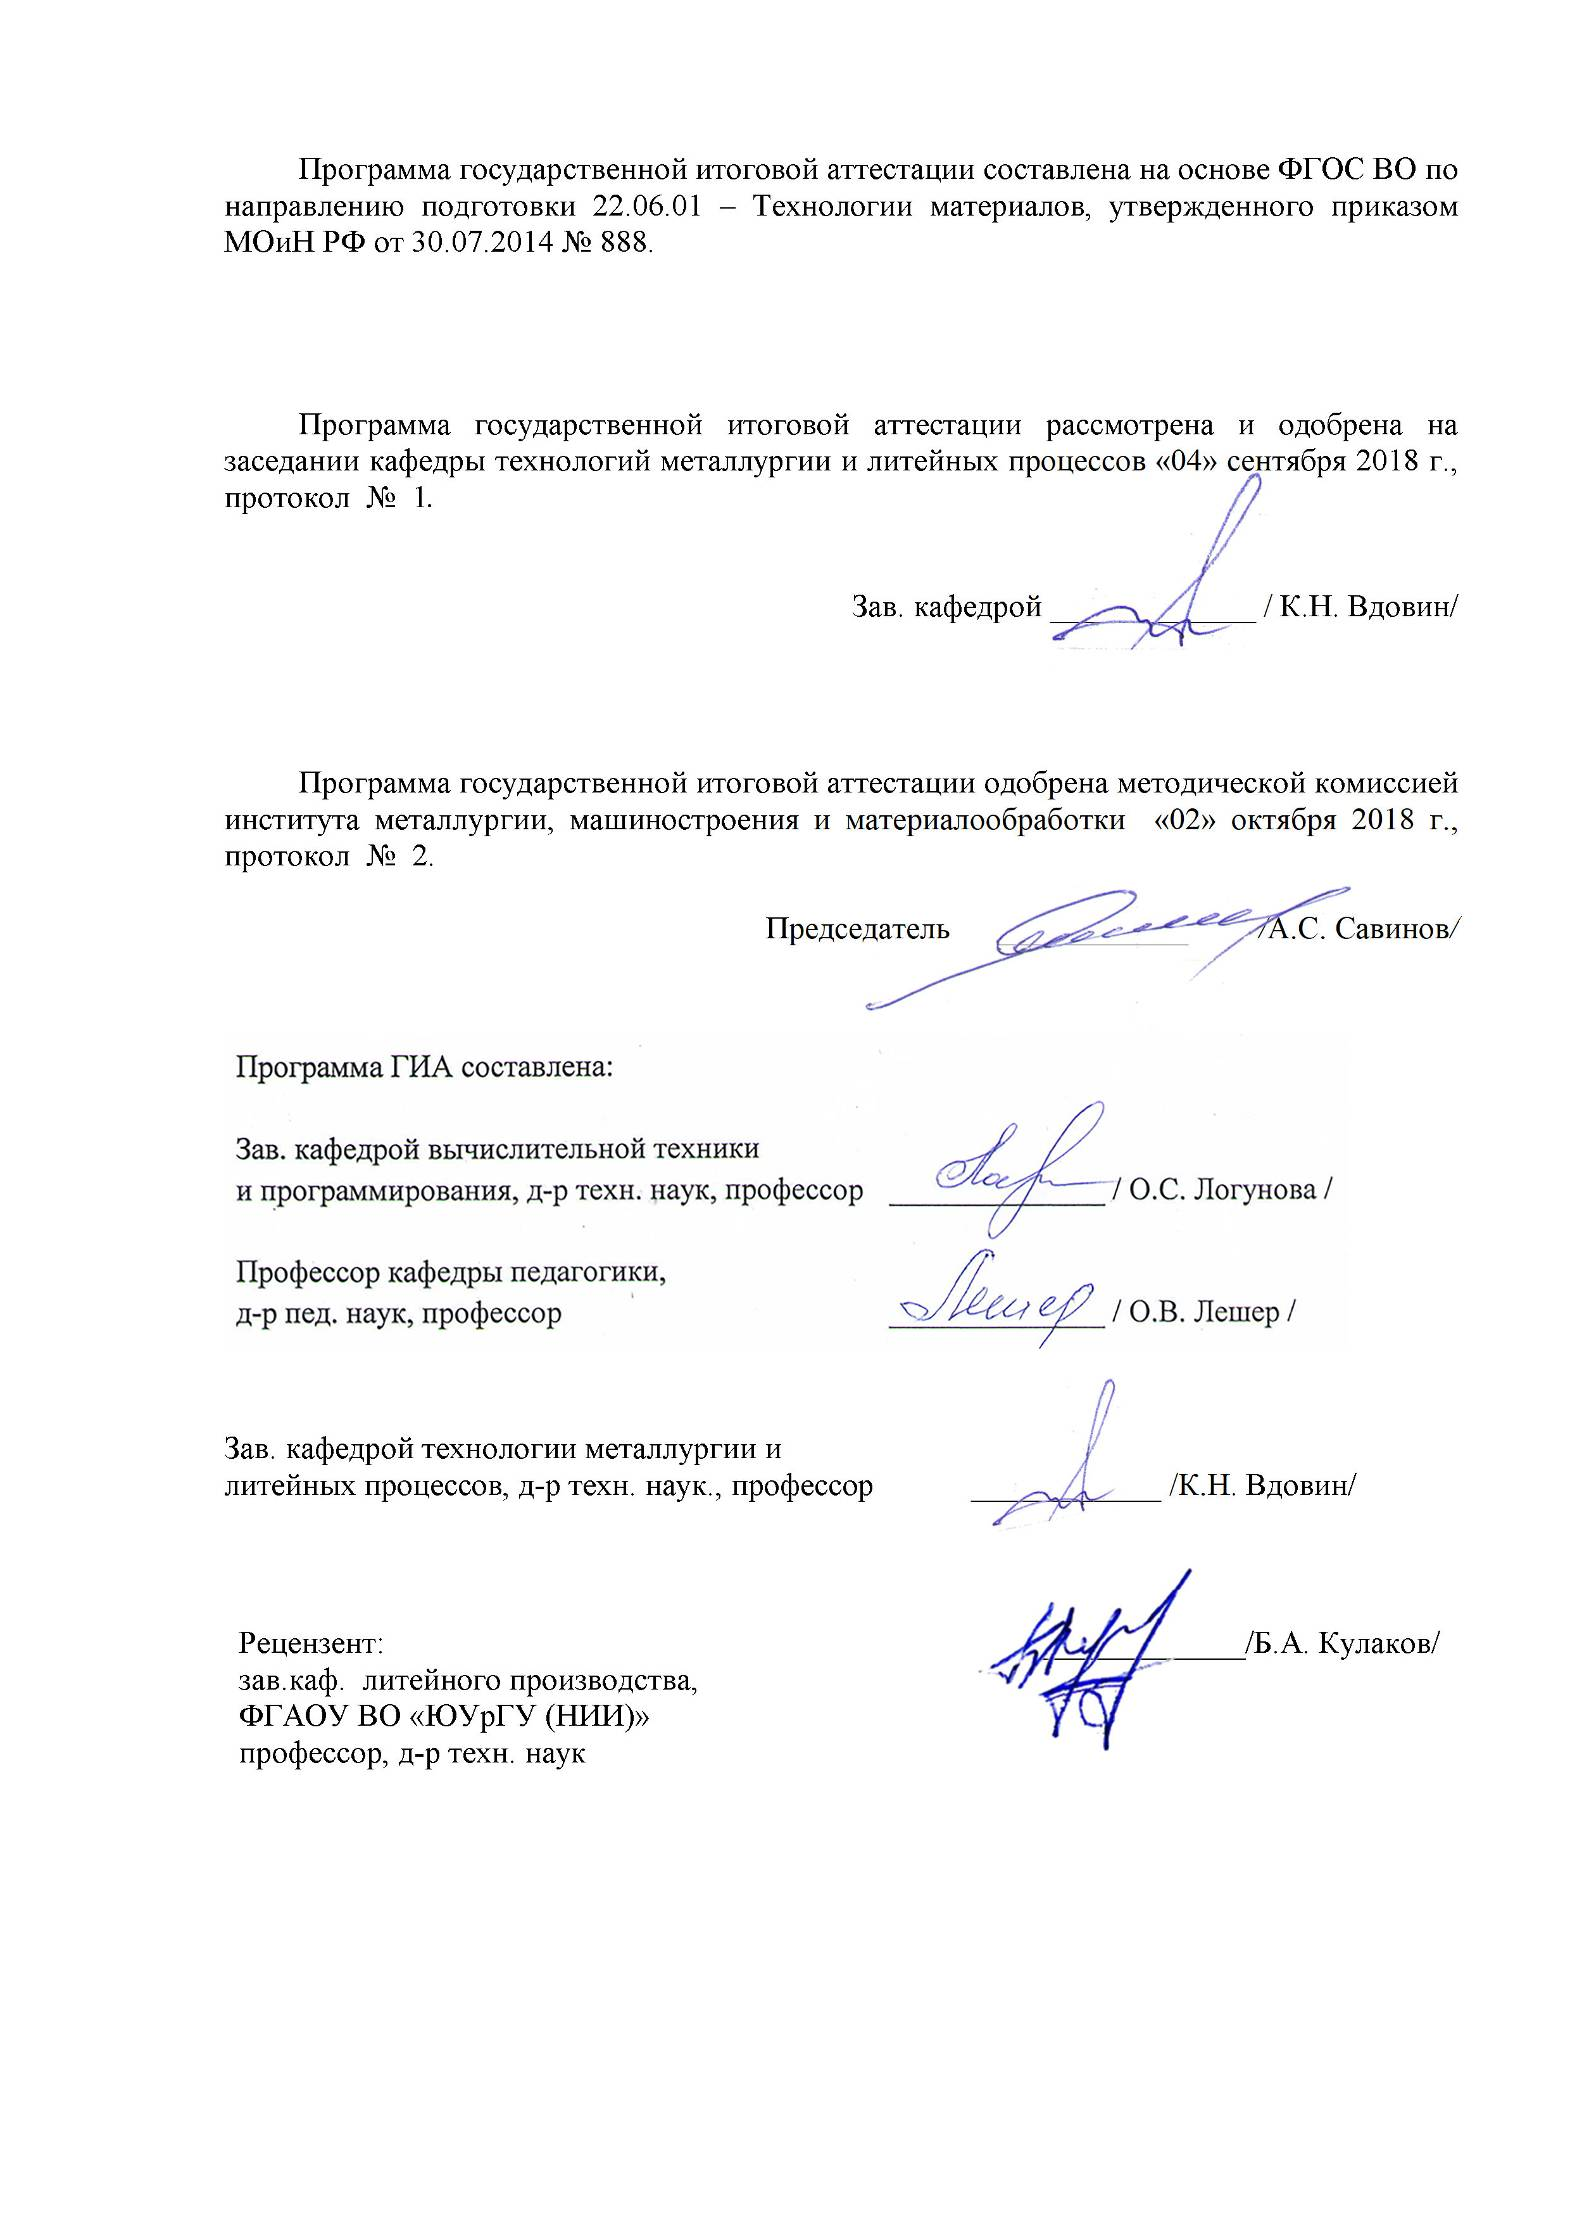 Программа государственной итоговой аттестации составлена на основе ФГОС ВО по
направлению подготовки 22.06.01 – Технологии материалов, утвержденного приказом
МОиН РФ от 30.07.2014 № 888.
Программа государственной итоговой аттестации рассмотрена и одобрена на
заседании кафедры технологий металлургии и литейных процессов «04» сентября 2018 г.,
протокол № 1.
Зав. кафедрой _____________ / К.Н. Вдовин/
Программа государственной итоговой аттестации одобрена методической комиссией
института металлургии, машиностроения и материалообработки «02» октября 2018 г.,
протокол № 2.
Председатель ____________ /А.С. Савинов/
Программа ГИА составлена:
Зав. кафедрой вычислительной техники
и программирования, д-р техн. наук, профессор ______________ / О.С. Логунова /
Профессор кафедры педагогики,
д-р пед. наук, профессор Лешер ______________ / О.В. Лешер /
Зав. кафедрой технологии металлургии и
литейных процессов, д-р техн. наук., профессор ____________ /К.Н. Вдовин/
Рецензент: ____________/Б.А. Кулаков/
зав.каф. литейного производства,
ФГАОУ ВО «ЮУрГУ (НИИ)»
профессор, д-р техн. наук